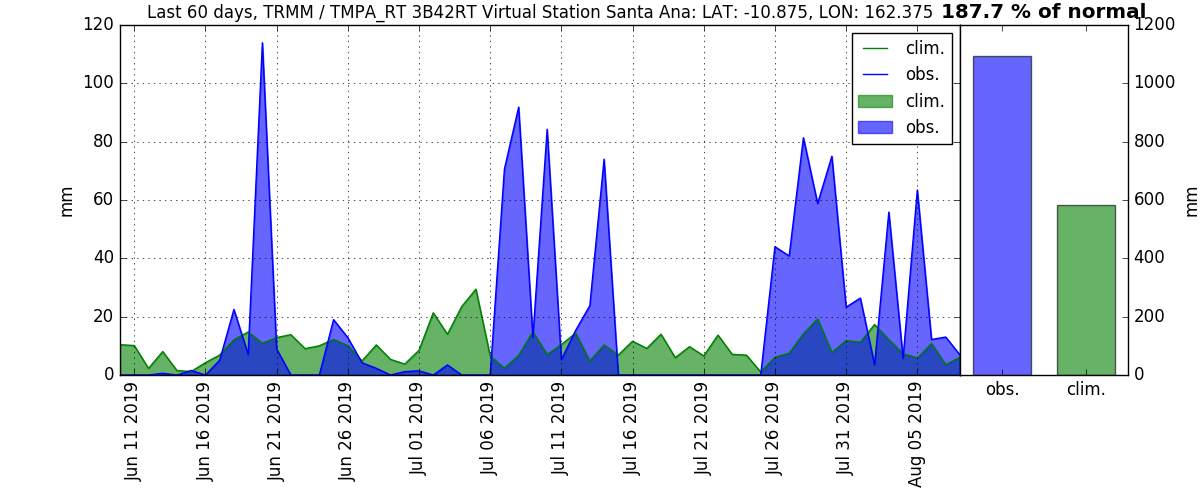 Last 60 days, TRMM / TMPA_RT 3B42RT Virtual Station Santa Ana: LAT: -10.875, LON: 162.375 187.7 % of normal
120
100
80
60
40
20
0
mm
clim.
obs.
clim.
obs.
1200
1000
800
600
400
200
0
mm
Jun 11 2019
Jun 16 2019
Jun 21 2019
Jun 26 2019
Jul 01 2019
Jul 06 2019
Jul 11 2019
Jul 16 2019
Jul 21 2019
Jul 26 2019
Jul 31 2019
Aug 05 2019
obs.
clim.